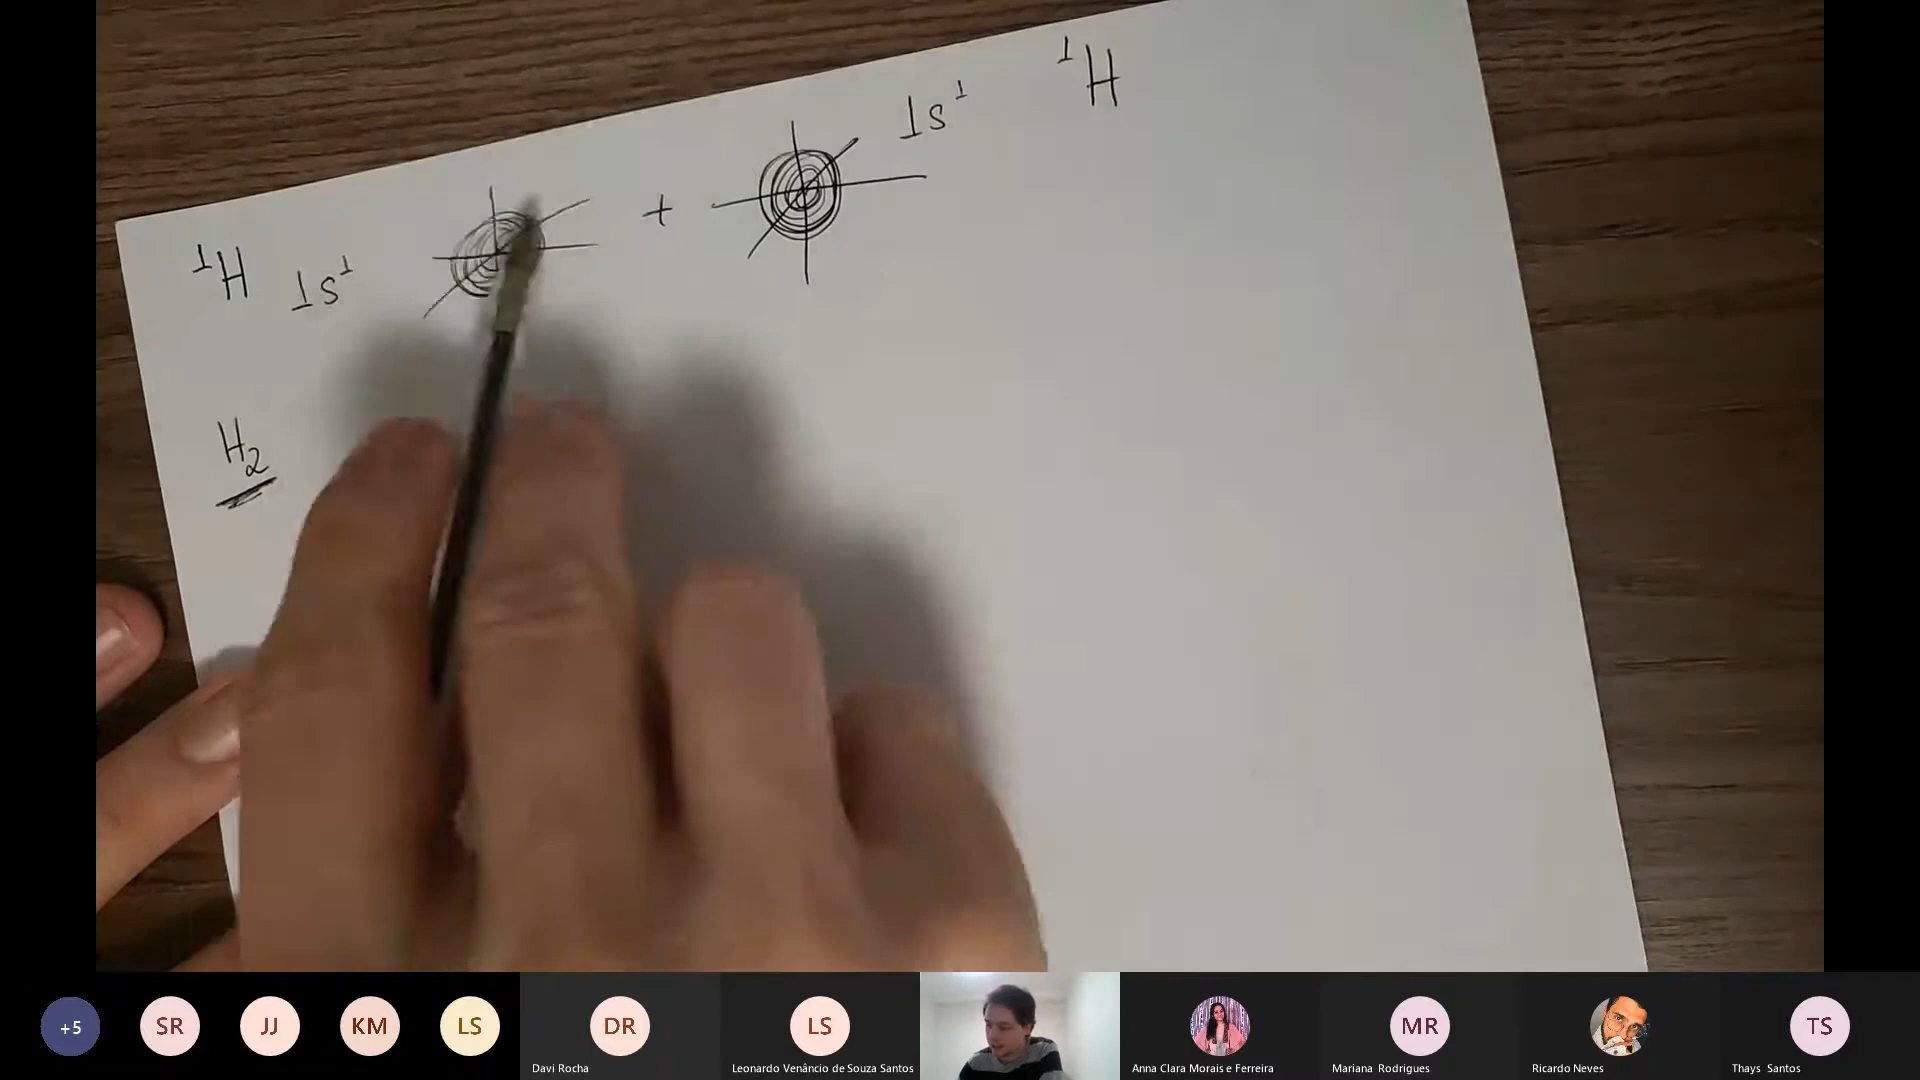 ¹H 1s¹ + 1s¹ ¹H
H₂
+5 SR JJ KM LS DR LS MR TS
Davi Rocha Leonardo Venâncio de Souza Santos Anna Clara Morais e Ferreira Mariana Rodrigues Ricardo Neves Thays Santos